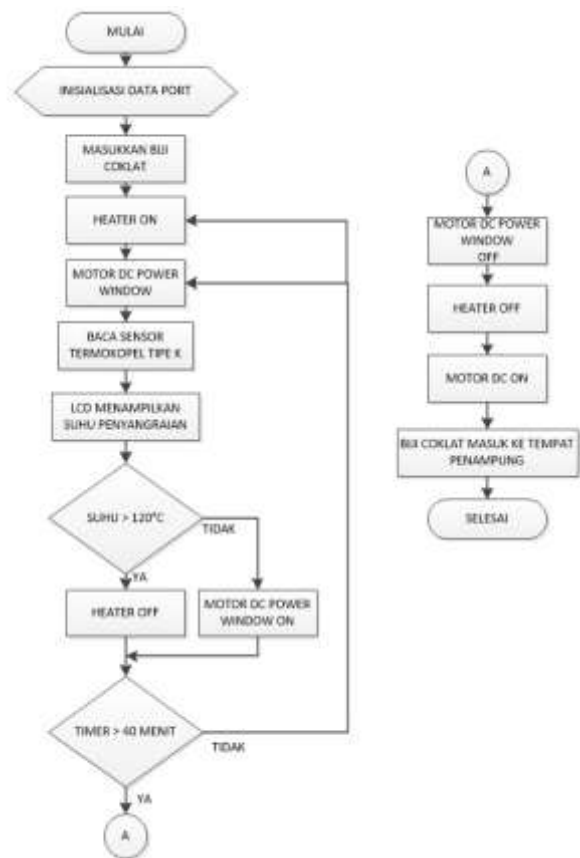 MULAI
INISIALISASI DATA PORT
MASUKKAN BIJI
COKLAT
HEATER ON
MOTOR DC POWER
WINDOW
BACA SENSOR
TERMOKOPEL TIPE K
LCD MENAMPILKAN
SUHU PENYANGRAIAN
SUHU > 120°C
TIDAK
YA
HEATER OFF
MOTOR DC POWER
WINDOW ON
TIMER > 40 MENIT
TIDAK
YA
A
A
MOTOR DC POWER
WINDOW
OFF
HEATER OFF
MOTOR DC ON
BIJI COKLAT MASUK KE TEMPAT
PENAMPUNG
SELESAI